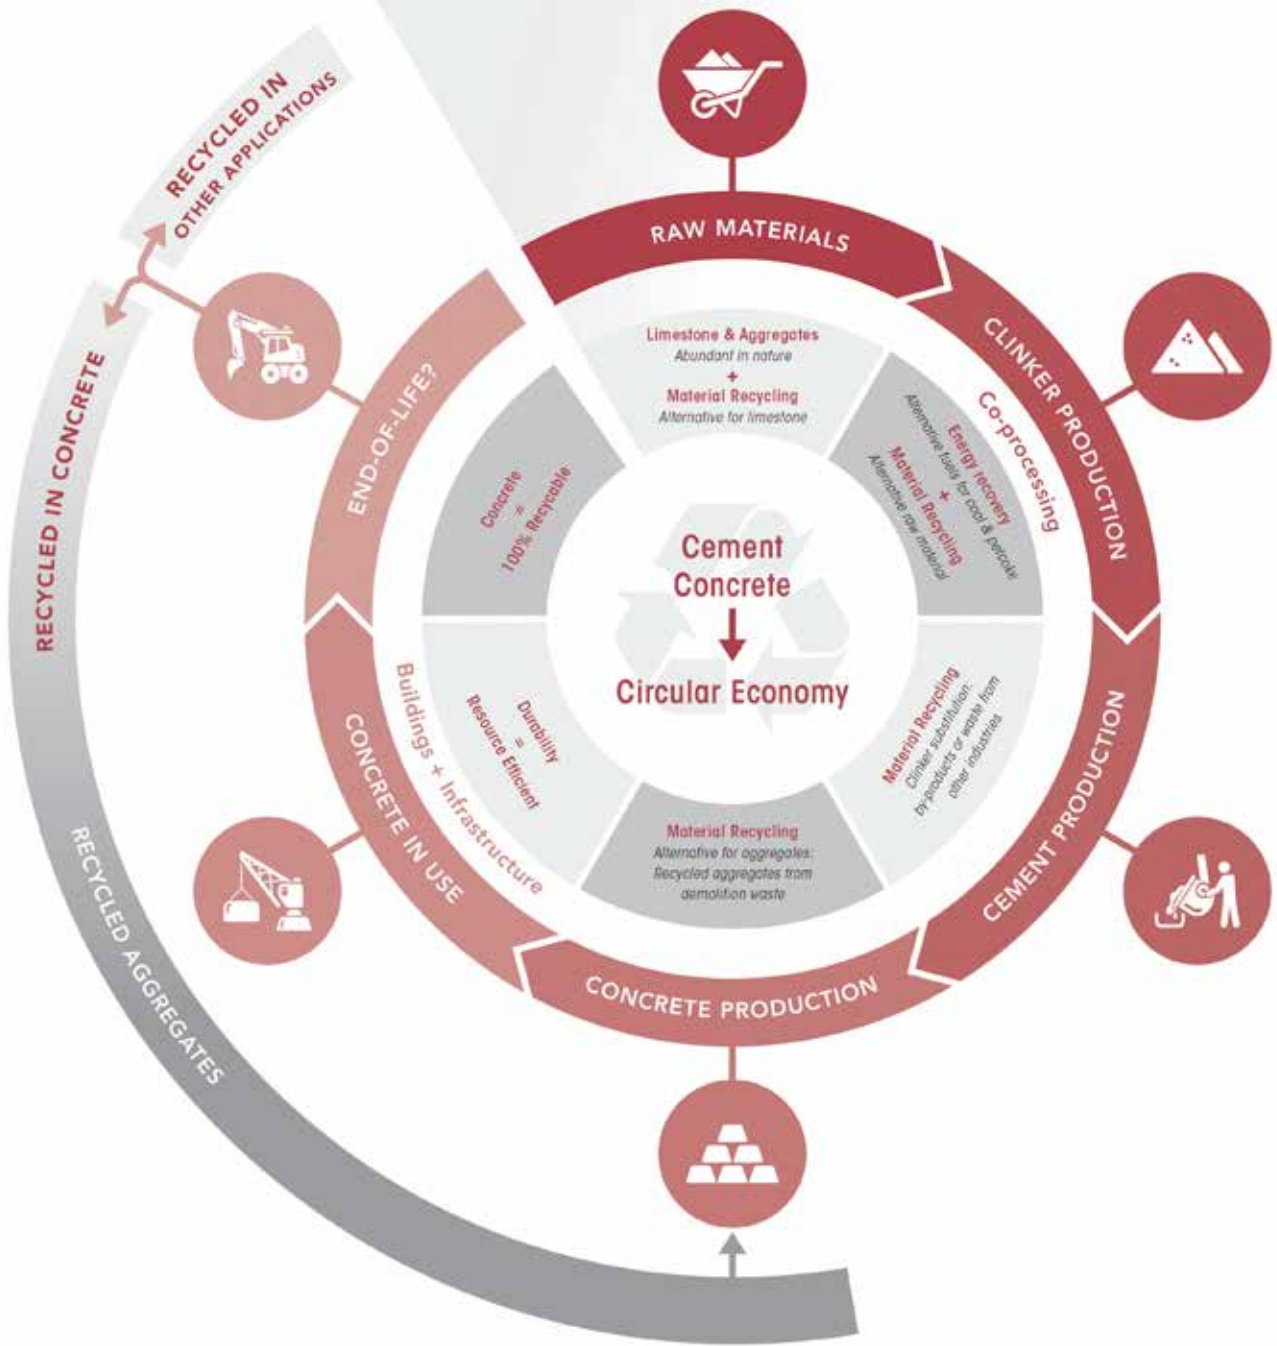 RECYCLED IN
OTHER APPLICATIONS
RAW MATERIALS
Limestone & Aggregates
Abundant in nature
+
Material Recycling
Alternative for limestone
CLINKER PRODUCTION
Co-processing
Energy recovery
Alternative fuels for coal & petcoke
+
Material Recycling
Alternative raw material
CEMENT PRODUCTION
Material Recycling
Clinker substitution:
by-products or waste from
other industries
CONCRETE PRODUCTION
Material Recycling
Alternative for aggregates:
Recycled aggregates from
demolition waste
CONCRETE IN USE
Buildings + Infrastructure
Durability
=
Resource Efficient
END-OF-LIFE?
Concrete
=
100% Recycable
Cement
Concrete
Circular Economy
RECYCLED IN CONCRETE
RECYCLED AGGREGATES